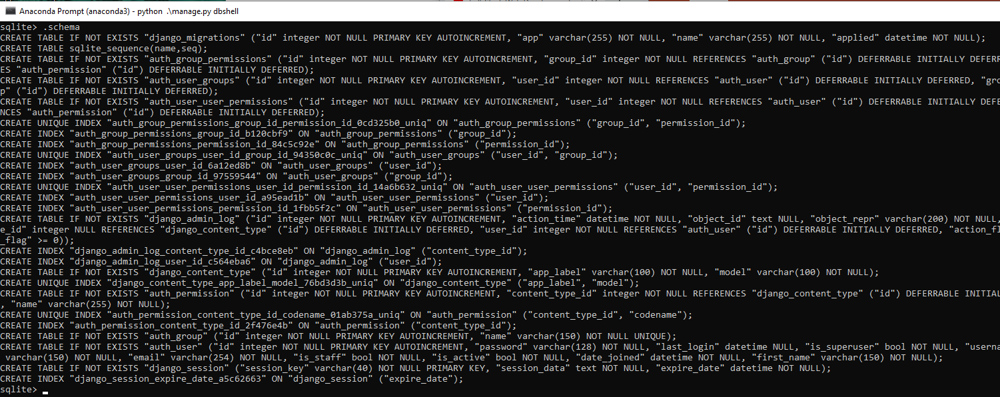 Anaconda Prompt (anaconda3) - python .\manage.py dbshell
sqlite> .schema
CREATE TABLE IF NOT EXISTS "django_migrations" ("id" integer NOT NULL PRIMARY KEY AUTOINCREMENT, "app" varchar(255) NOT NULL, "name" varchar(255) NOT NULL, "applied" datetime NOT NULL);
CREATE TABLE sqlite_sequence(name,seq);
CREATE TABLE IF NOT EXISTS "auth_group_permissions" ("id" integer NOT NULL PRIMARY KEY AUTOINCREMENT, "group_id" integer NOT NULL REFERENCES "auth_group" ("id") DEFERRABLE INITIALLY DEFERR
ES "auth_permission" ("id") DEFERRABLE INITIALLY DEFERRED);
CREATE TABLE IF NOT EXISTS "auth_user_groups" ("id" integer NOT NULL PRIMARY KEY AUTOINCREMENT, "user_id" integer NOT NULL REFERENCES "auth_user" ("id") DEFERRABLE INITIALLY DEFERRED, "gro
p" ("id") DEFERRABLE INITIALLY DEFERRED);
CREATE TABLE IF NOT EXISTS "auth_user_user_permissions" ("id" integer NOT NULL PRIMARY KEY AUTOINCREMENT, "user_id" integer NOT NULL REFERENCES "auth_user" ("id") DEFERRABLE INITIALLY DEFE
NCES "auth_permission" ("id") DEFERRABLE INITIALLY DEFERRED);
CREATE UNIQUE INDEX "auth_group_permissions_group_id_permission_id_0cd325b0_uniq" ON "auth_group_permissions" ("group_id", "permission_id");
CREATE INDEX "auth_group_permissions_group_id_b120cbf9" ON "auth_group_permissions" ("group_id");
CREATE INDEX "auth_group_permissions_permission_id_84c5c92e" ON "auth_group_permissions" ("permission_id");
CREATE UNIQUE INDEX "auth_user_groups_user_id_group_id_94350c0c_uniq" ON "auth_user_groups" ("user_id", "group_id");
CREATE INDEX "auth_user_groups_user_id_6a12ed8b" ON "auth_user_groups" ("user_id");
CREATE INDEX "auth_user_groups_group_id_97559544" ON "auth_user_groups" ("group_id");
CREATE UNIQUE INDEX "auth_user_user_permissions_user_id_permission_id_14a6b632_uniq" ON "auth_user_user_permissions" ("user_id", "permission_id");
CREATE INDEX "auth_user_user_permissions_user_id_a95ead1b" ON "auth_user_user_permissions" ("user_id");
CREATE INDEX "auth_user_user_permissions_permission_id_1fbb5f2c" ON "auth_user_user_permissions" ("permission_id");
CREATE TABLE IF NOT EXISTS "django_admin_log" ("id" integer NOT NULL PRIMARY KEY AUTOINCREMENT, "action_time" datetime NOT NULL, "object_id" text NULL, "object_repr" varchar(200) NOT NULL,
e_id" integer NULL REFERENCES "django_content_type" ("id") DEFERRABLE INITIALLY DEFERRED, "user_id" integer NOT NULL REFERENCES "auth_user" ("id") DEFERRABLE INITIALLY DEFERRED, "action_fl
_flag" >= 0));
CREATE INDEX "django_admin_log_content_type_id_c4bce8eb" ON "django_admin_log" ("content_type_id");
CREATE INDEX "django_admin_log_user_id_c564eba6" ON "django_admin_log" ("user_id");
CREATE TABLE IF NOT EXISTS "django_content_type" ("id" integer NOT NULL PRIMARY KEY AUTOINCREMENT, "app_label" varchar(100) NOT NULL, "model" varchar(100) NOT NULL);
CREATE UNIQUE INDEX "django_content_type_app_label_model_76bd3d3b_uniq" ON "django_content_type" ("app_label", "model");
CREATE TABLE IF NOT EXISTS "auth_permission" ("id" integer NOT NULL PRIMARY KEY AUTOINCREMENT, "content_type_id" integer NOT NULL REFERENCES "django_content_type" ("id") DEFERRABLE INITIAL
, "name" varchar(255) NOT NULL);
CREATE UNIQUE INDEX "auth_permission_content_type_id_codename_01ab375a_uniq" ON "auth_permission" ("content_type_id", "codename");
CREATE INDEX "auth_permission_content_type_id_2f476e4b" ON "auth_permission" ("content_type_id");
CREATE TABLE IF NOT EXISTS "auth_group" ("id" integer NOT NULL PRIMARY KEY AUTOINCREMENT, "name" varchar(150) NOT NULL UNIQUE);
CREATE TABLE IF NOT EXISTS "auth_user" ("id" integer NOT NULL PRIMARY KEY AUTOINCREMENT, "password" varchar(128) NOT NULL, "last_login" datetime NULL, "is_superuser" bool NOT NULL, "userna
 varchar(150) NOT NULL, "email" varchar(254) NOT NULL, "is_staff" bool NOT NULL, "is_active" bool NOT NULL, "date_joined" datetime NOT NULL, "first_name" varchar(150) NOT NULL);
CREATE TABLE IF NOT EXISTS "django_session" ("session_key" varchar(40) NOT NULL PRIMARY KEY, "session_data" text NOT NULL, "expire_date" datetime NOT NULL);
CREATE INDEX "django_session_expire_date_a5c62663" ON "django_session" ("expire_date");
sqlite>